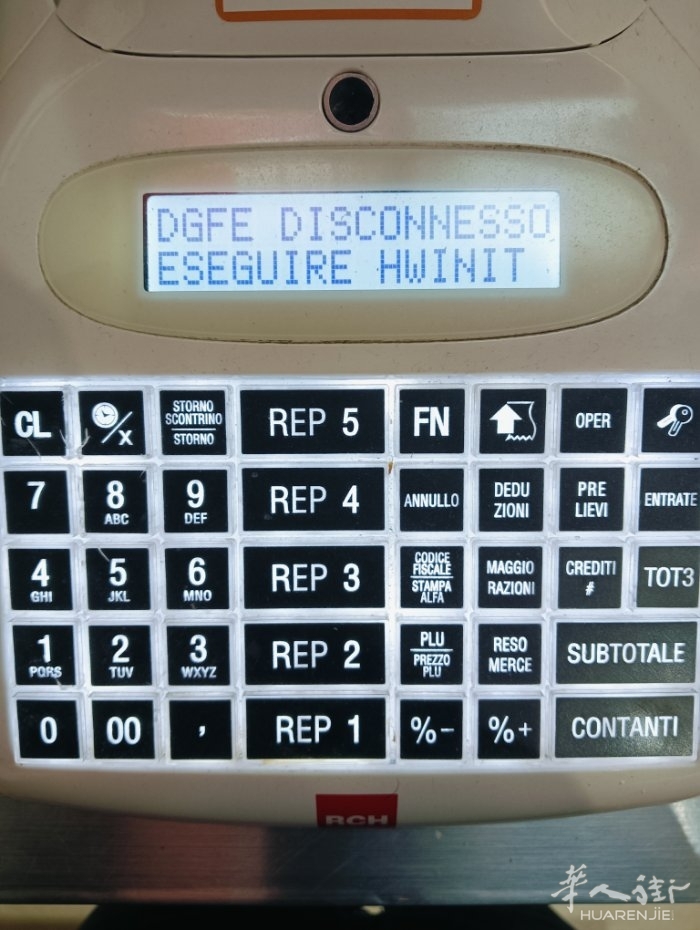 DGFE DISCONNESSO
ESEGUIRE HWINIT
CL
/X
STORNO
SCONTRINO
STORNO
REP 5
FN
OPER
7
8
ABC
9
DEF
REP 4
ANNULLO
DEDU
ZIONI
PRE
LIEVI
ENTRATE
4
GHI
5
JKL
6
MNO
REP 3
CODICE
FISCALE
STAMPA
ALFA
MAGGIO
RAZIONI
CREDITI
#
TOT3
1
PQRS
2
TUV
3
WXYZ
REP 2
PLU
PREZZO
PLU
RESO
MERCE
SUBTOTALE
0
00
,
REP 1
%-
%+
CONTANTI
RCH
华人街
HUARENJIE